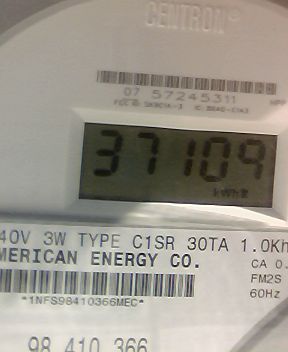 CENTRON®
07 57245311
37109
kWh
40V 3W TYPE C1SR 30TA 1.0Kh
MERICAN ENERGY CO.
CA 0.
FM2S
60Hz
*1NFS98410366MEC*
98 410 366